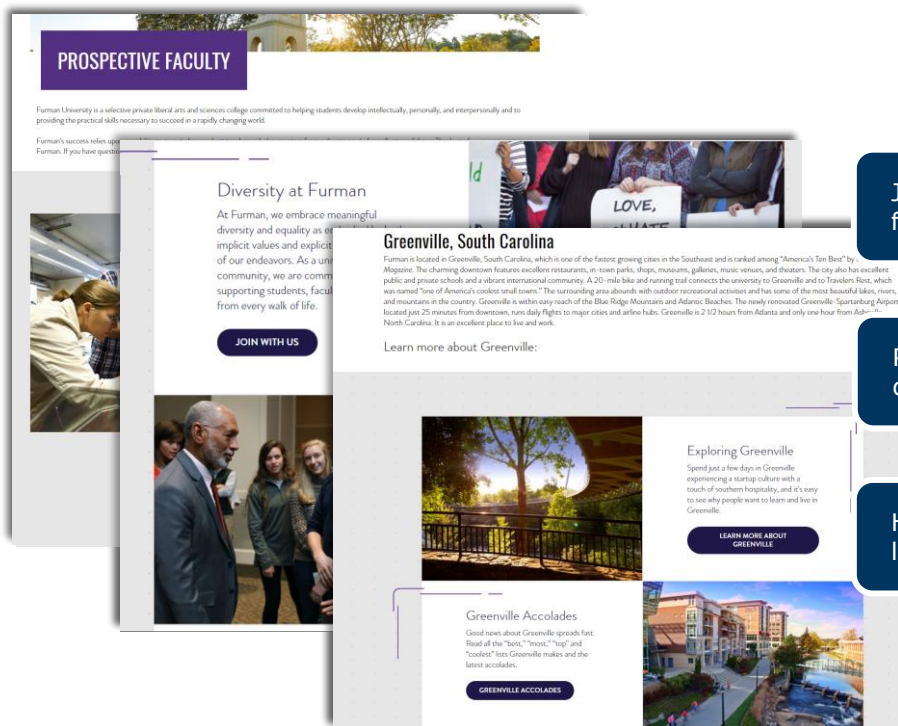 PROSPECTIVE FACULTY
Furman University is a selective private liberal arts and sciences college committed to helping students develop intellectually, personally, and interpersonally and to
providing the practical skills necessary to succeed in a rapidly changing world.
Furman's success relies upon
Furman. If you have
Diversity at Furman
At Furman, we embrace meaningful
diversity and equality as
implicit values and explicit
of our endeavors. As a
community, we are
supporting students,
from every walk of life.
JOIN WITH US
LOVE,
Greenville, South Carolina
Furman is located in Greenville, South Carolina, which is one of the fastest growing cities in the Southeast and is ranked among "America's Ten Best" by
Magazine. The charming downtown features excellent restaurants, in-town parks, shops, museums, galleries, music venues, and theaters. The city also has excellent
public and private schools and a vibrant international community. A 20-mile bike and running trail connects the university to Greenville and to Travelers Rest, which
was named "one of America's coolest small towns." The surrounding area abounds with outdoor recreational activities and has some of the most beautiful lakes, rivers,
and mountains in the country. Greenville is within easy reach of the Blue Ridge Mountains and Atlantic Beaches. The newly renovated Greenville-Spartanburg Airport
located just 25 minutes from downtown, runs daily flights to major cities and airline hubs. Greenville is 2 1/2 hours from Atlanta and only one hour from
North Carolina. It is an excellent place to live and work.
Learn more about Greenville:
Exploring Greenville
Spend just a few days in Greenville
experiencing a startup culture with a
touch of southern hospitality, and it's easy
to see why people want to learn and live in
Greenville.
LEARN MORE ABOUT
GREENVILLE
Greenville Accolades
Good news about Greenville spreads fast.
Read all the "best," "most," "top" and
"coolest" lists Greenville makes and the
latest accolades.
GREENVILLE ACCOLADES